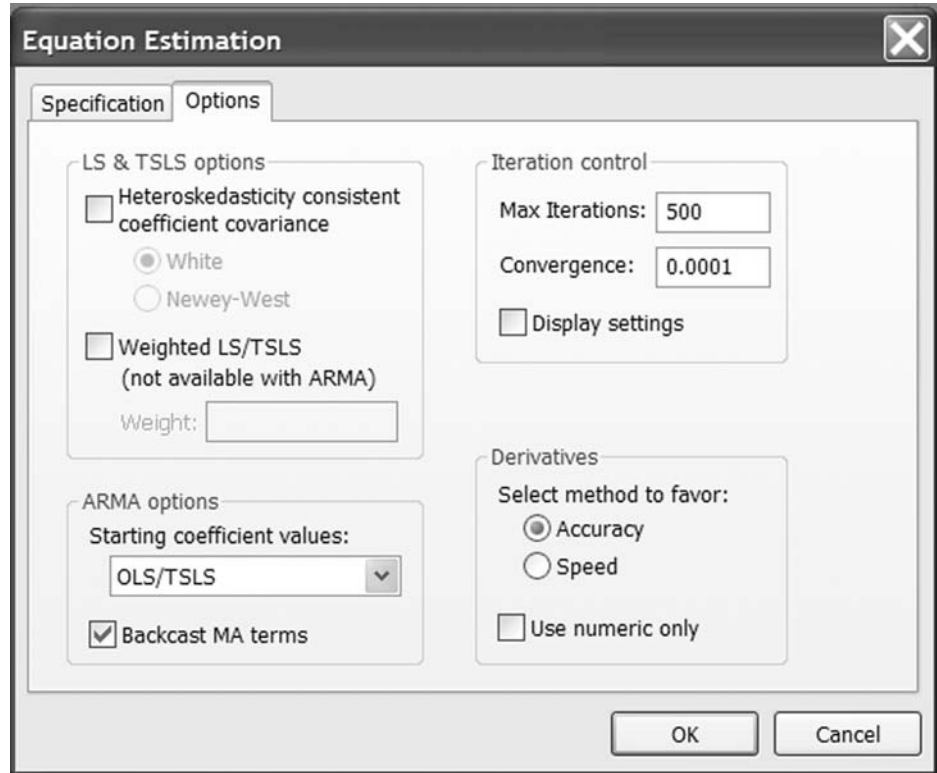 Equation Estimation
Specification
Options
LS & TSLS options
Heteroskedasticity consistent
coefficient covariance
White
Newey-West
Weighted LS/TSLS
(not available with ARMA)
Weight:
ARMA options
Starting coefficient values:
OLS/TSLS
Backcast MA terms
Iteration control
Max Iterations: 500
Convergence: 0.0001
Display settings
Derivatives
Select method to favor:
Accuracy
Speed
Use numeric only
OK
Cancel